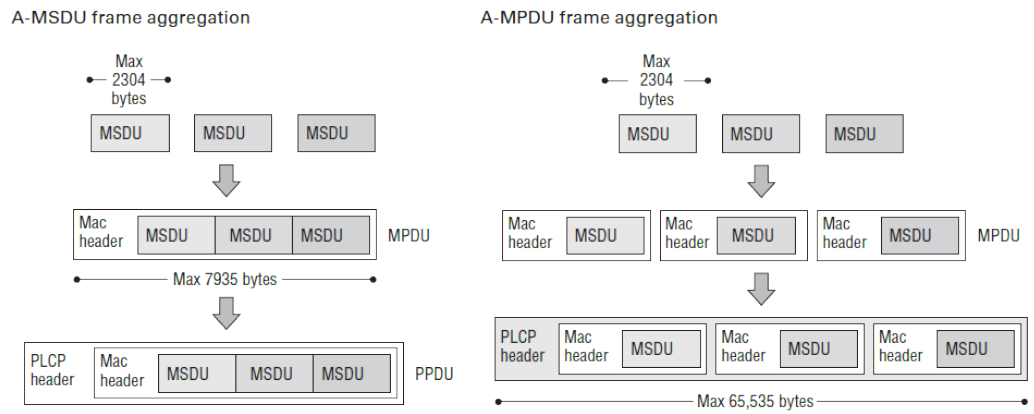 A-MSDU frame aggregation
Max
2304
bytes
MSDU MSDU MSDU
Mac
header
MSDU MSDU MSDU
MPDU
Max 7935 bytes
PLCP
header
Mac
header
MSDU MSDU MSDU
PPDU
A-MPDU frame aggregation
Max
2304
bytes
MSDU MSDU MSDU
Mac
header
MSDU
Mac
header
MSDU
Mac
header
MSDU
MPDU
PLCP
header
Mac
header
MSDU
Mac
header
MSDU
Mac
header
MSDU
Max 65,535 bytes